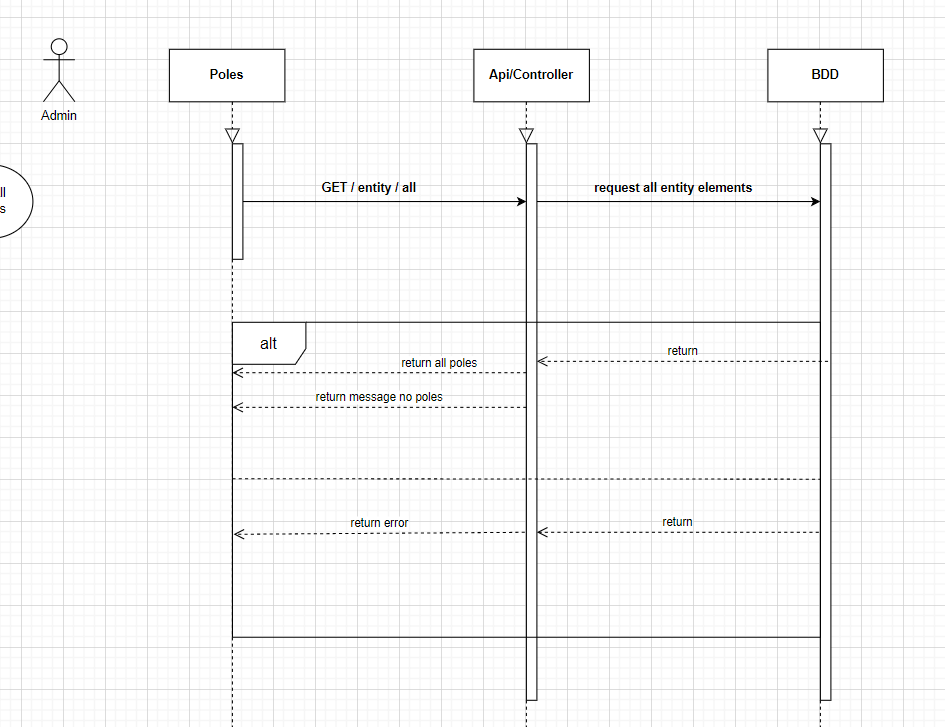 Admin
Poles
Api/Controller
BDD
ll
s
GET / entity / all
request all entity elements
alt
return
return all poles
return message no poles
return error
return